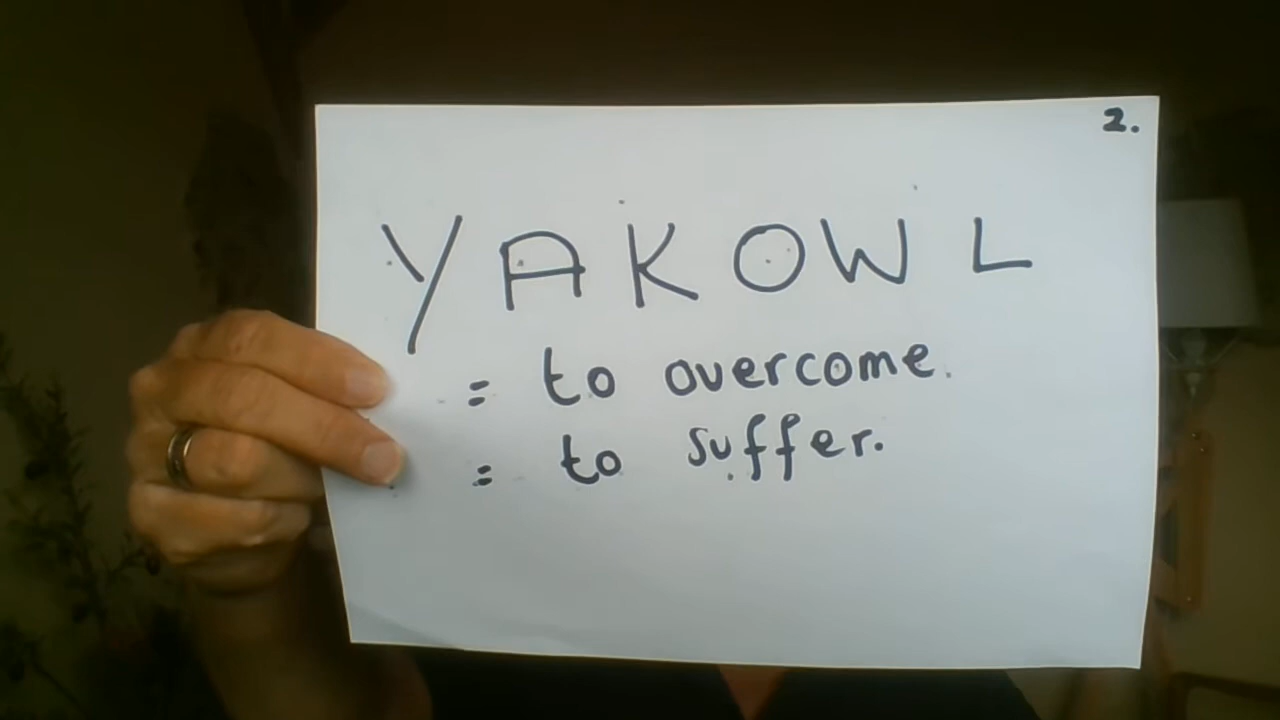 2.
YAKOWL
= to overcome.
= to suffer.